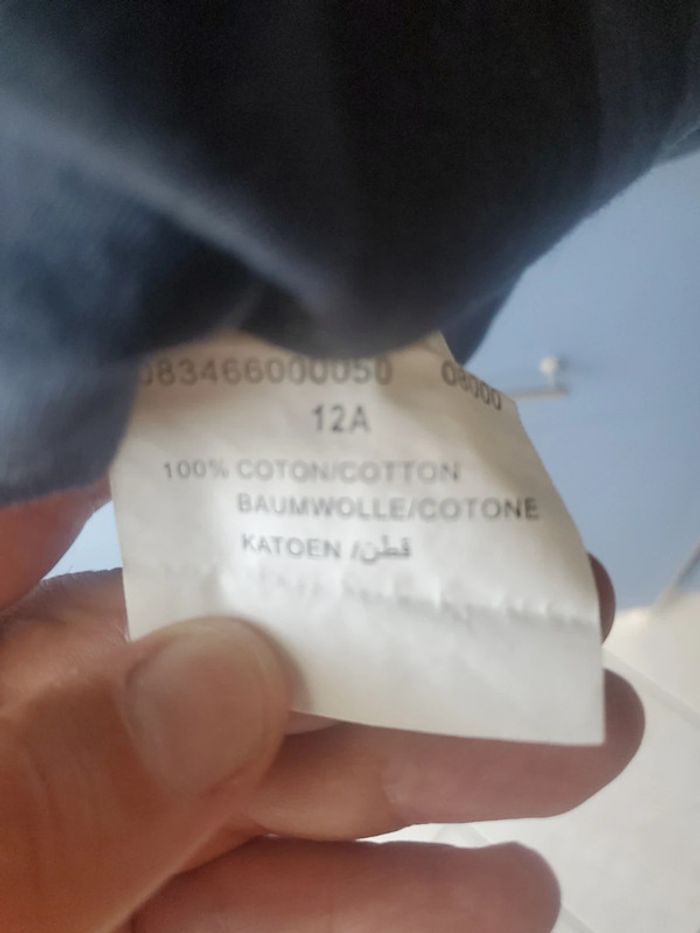 083466000050 08000
12A
100% COTON/COTTON
BAUMWOLLE/COTONE
KATOEN /قطن